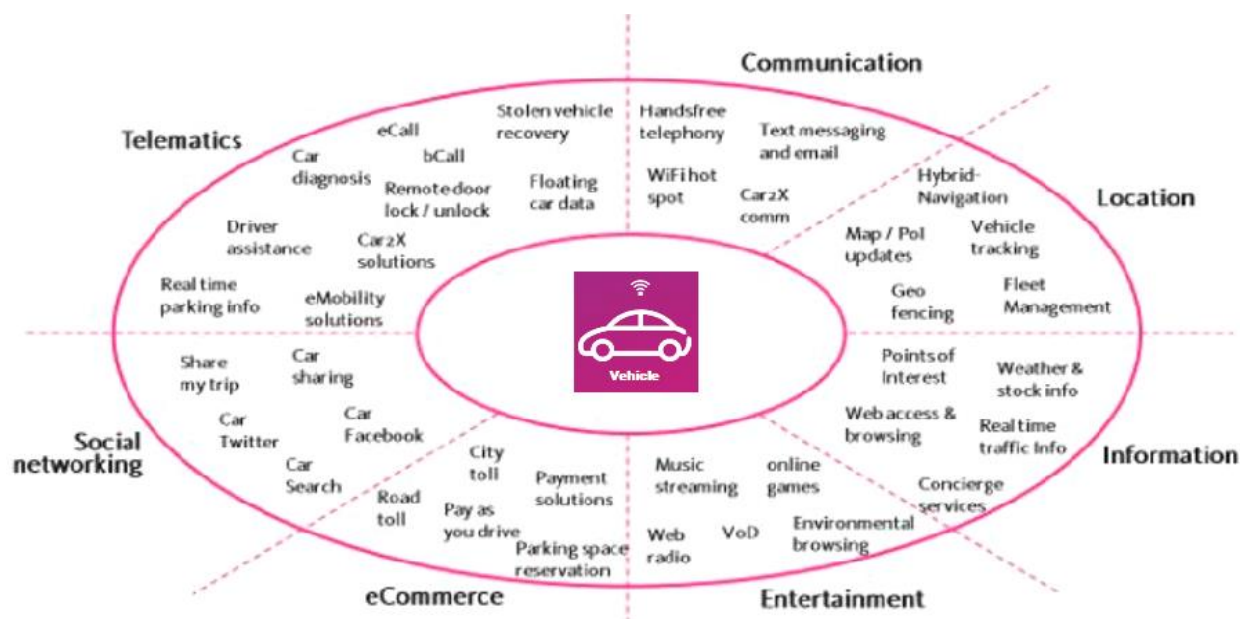 Communication
Telematics
Location
Stolen vehicle
recovery
eCall
bCall
Car
diagnosis
Remote door
lock / unlock
Floating
car data
Driver
assistance
Car2X
solutions
Real time
parking info
eMobility
solutions
Handsfree
telephony
Text messaging
and email
WiFi hot
spot
Car2X
comm
Hybrid-
Navigation
Map / PoI
updates
Vehicle
tracking
Geo
fencing
Fleet
Management
Vehicle
Share
my trip
Car
sharing
Car
Twitter
Car
Facebook
Car
Search
Social
networking
Points of
Interest
Weather &
stock info
Web access &
browsing
Real time
traffic Info
Concierge
services
Information
City
toll
Payment
solutions
Road
toll
Pay as
you drive
Parking space
reservation
eCommerce
Music
streaming
online
games
Web
radio
VoD
Environmental
browsing
Entertainment